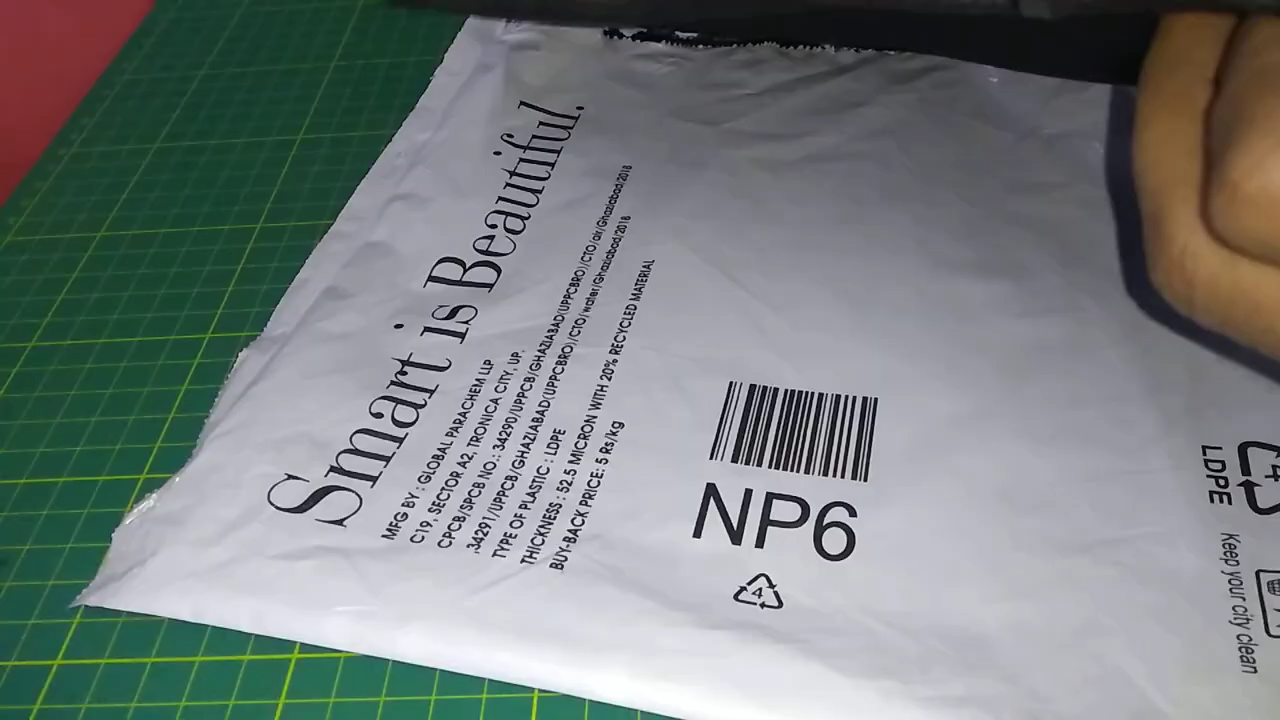 Smart is Beautiful.
MFG BY : GLOBAL PARACHEM LLP
C19, SECTOR A2, TRONICA CITY, UP,
CPCB/SPCB NO.: 34290/UPPCB/GHAZIABAD(UPPCBRO)/CTO/air/Ghaziabad/2018
,34291/UPPCB/GHAZIABAD(UPPCBRO)/CTO/water/Ghaziabad/2018
TYPE OF PLASTIC : LDPE
THICKNESS : 52.5 MICRON WITH 20% RECYCLED MATERIAL
BUY-BACK PRICE: 5 Rs/kg
NP6
4
4
LDPE
Keep your city clean